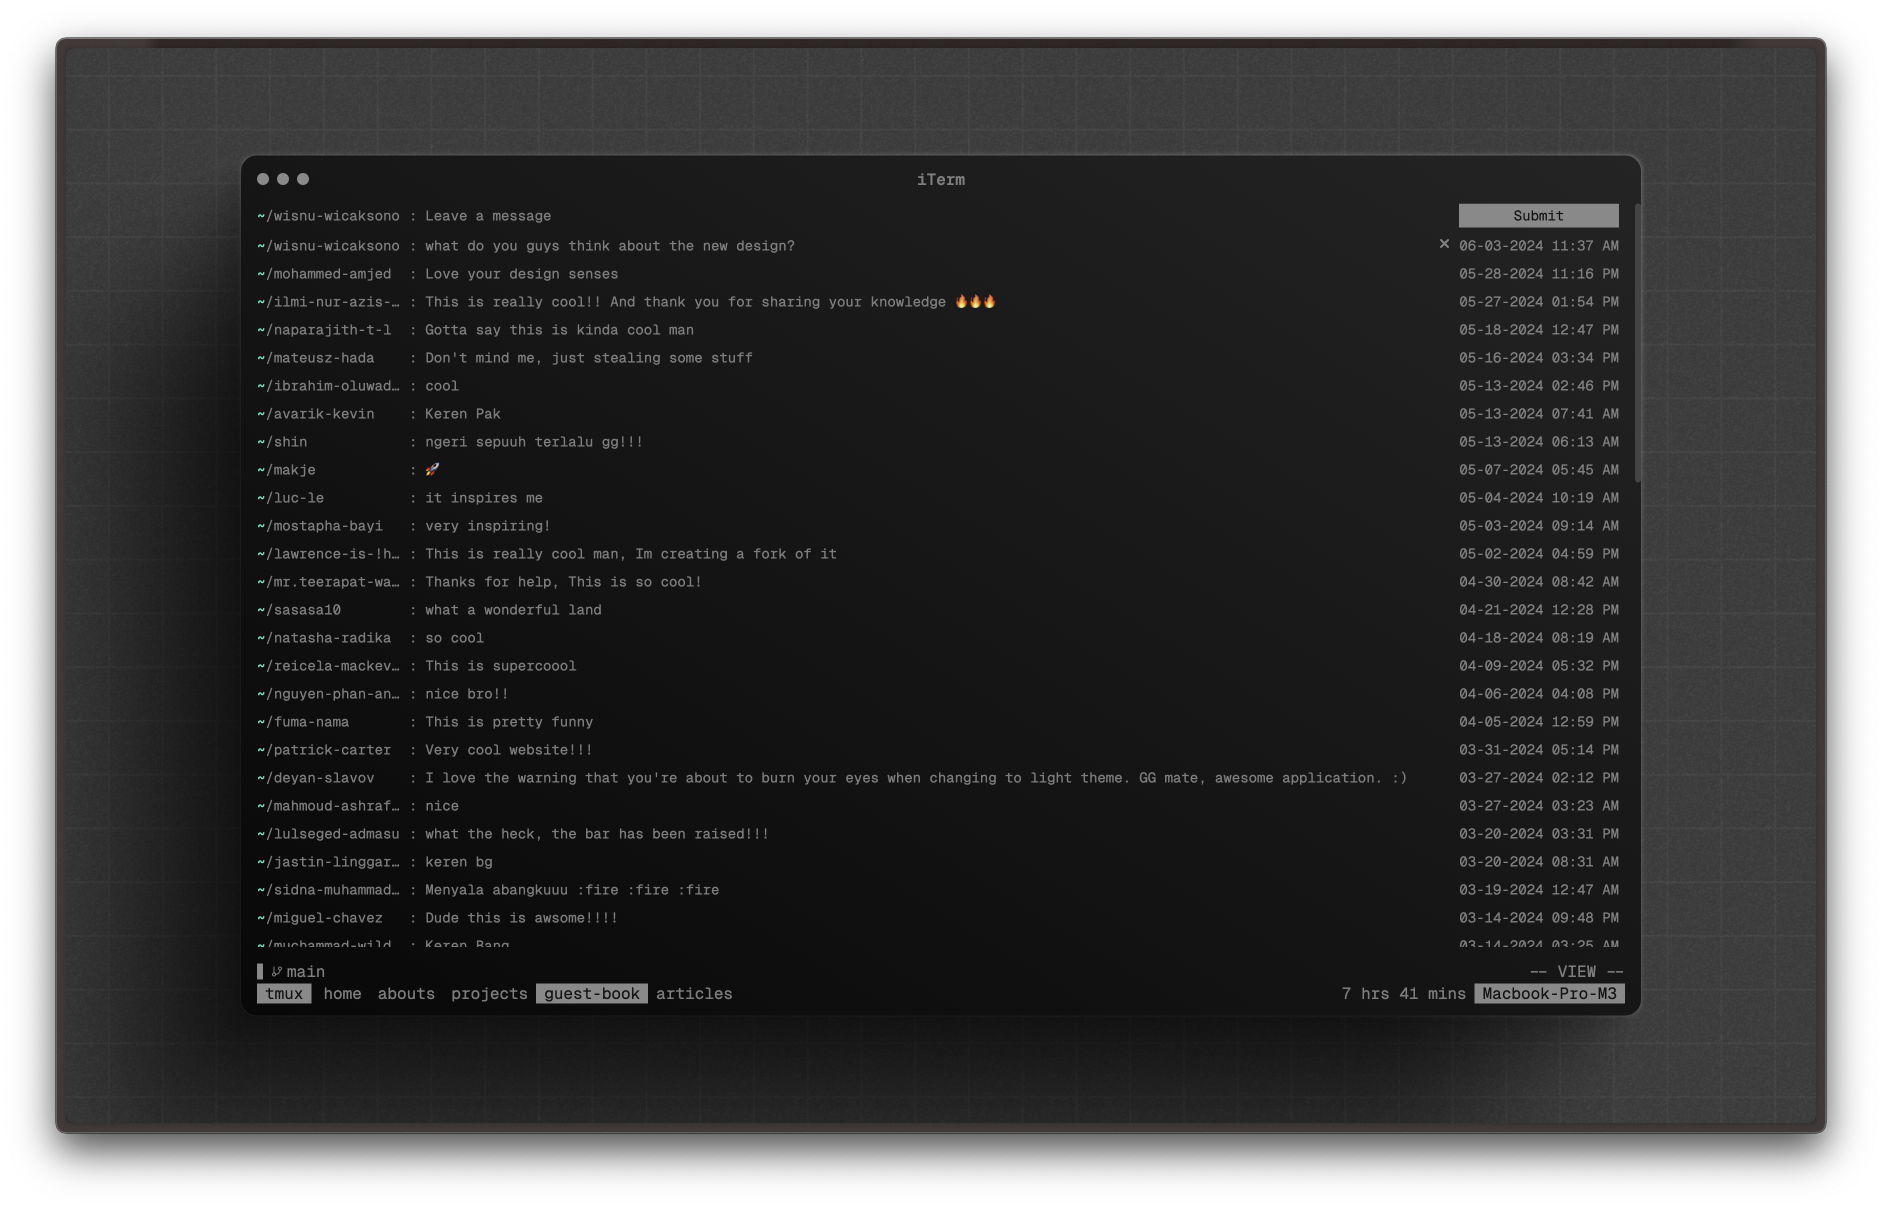 iTerm
~/wisnu-wicaksono : Leave a message Submit
~/wisnu-wicaksono : what do you guys think about the new design? × 06-03-2024 11:37 AM
~/mohammed-amjed : Love your design senses 05-28-2024 11:16 PM
~/ilmi-nur-azis-… : This is really cool!! And thank you for sharing your knowledge 🔥🔥🔥 05-27-2024 01:54 PM
~/naparajith-t-l : Gotta say this is kinda cool man 05-18-2024 12:47 PM
~/mateusz-hada : Don't mind me, just stealing some stuff 05-16-2024 03:34 PM
~/ibrahim-oluwad… : cool 05-13-2024 02:46 PM
~/avarik-kevin : Keren Pak 05-13-2024 07:41 AM
~/shin : ngeri sepuuh terlalu gg!!! 05-13-2024 06:13 AM
~/makje : 🚀 05-07-2024 05:45 AM
~/luc-le : it inspires me 05-04-2024 10:19 AM
~/mostapha-bayi : very inspiring! 05-03-2024 09:14 AM
~/lawrence-is-!h… : This is really cool man, Im creating a fork of it 05-02-2024 04:59 PM
~/mr.teerapat-wa… : Thanks for help, This is so cool! 04-30-2024 08:42 AM
~/sasasa10 : what a wonderful land 04-21-2024 12:28 PM
~/natasha-radika : so cool 04-18-2024 08:19 AM
~/reicela-mackev… : This is supercoool 04-09-2024 05:32 PM
~/nguyen-phan-an… : nice bro!! 04-06-2024 04:08 PM
~/fuma-nama : This is pretty funny 04-05-2024 12:59 PM
~/patrick-carter : Very cool website!!! 03-31-2024 05:14 PM
~/deyan-slavov : I love the warning that you're about to burn your eyes when changing to light theme. GG mate, awesome application. :) 03-27-2024 02:12 PM
~/mahmoud-ashraf… : nice 03-27-2024 03:23 AM
~/lulseged-admasu : what the heck, the bar has been raised!!! 03-20-2024 03:31 PM
~/jastin-linggar… : keren bg 03-20-2024 08:31 AM
~/sidna-muhammad… : Menyala abangkuuu :fire :fire :fire 03-19-2024 12:47 AM
~/miguel-chavez : Dude this is awsome!!!! 03-14-2024 09:48 PM
~/muchammad-wild… : Keren Bang 03-14-2024 03:25 AM
main -- VIEW --
tmux home abouts projects guest-book articles 7 hrs 41 mins Macbook-Pro-M3